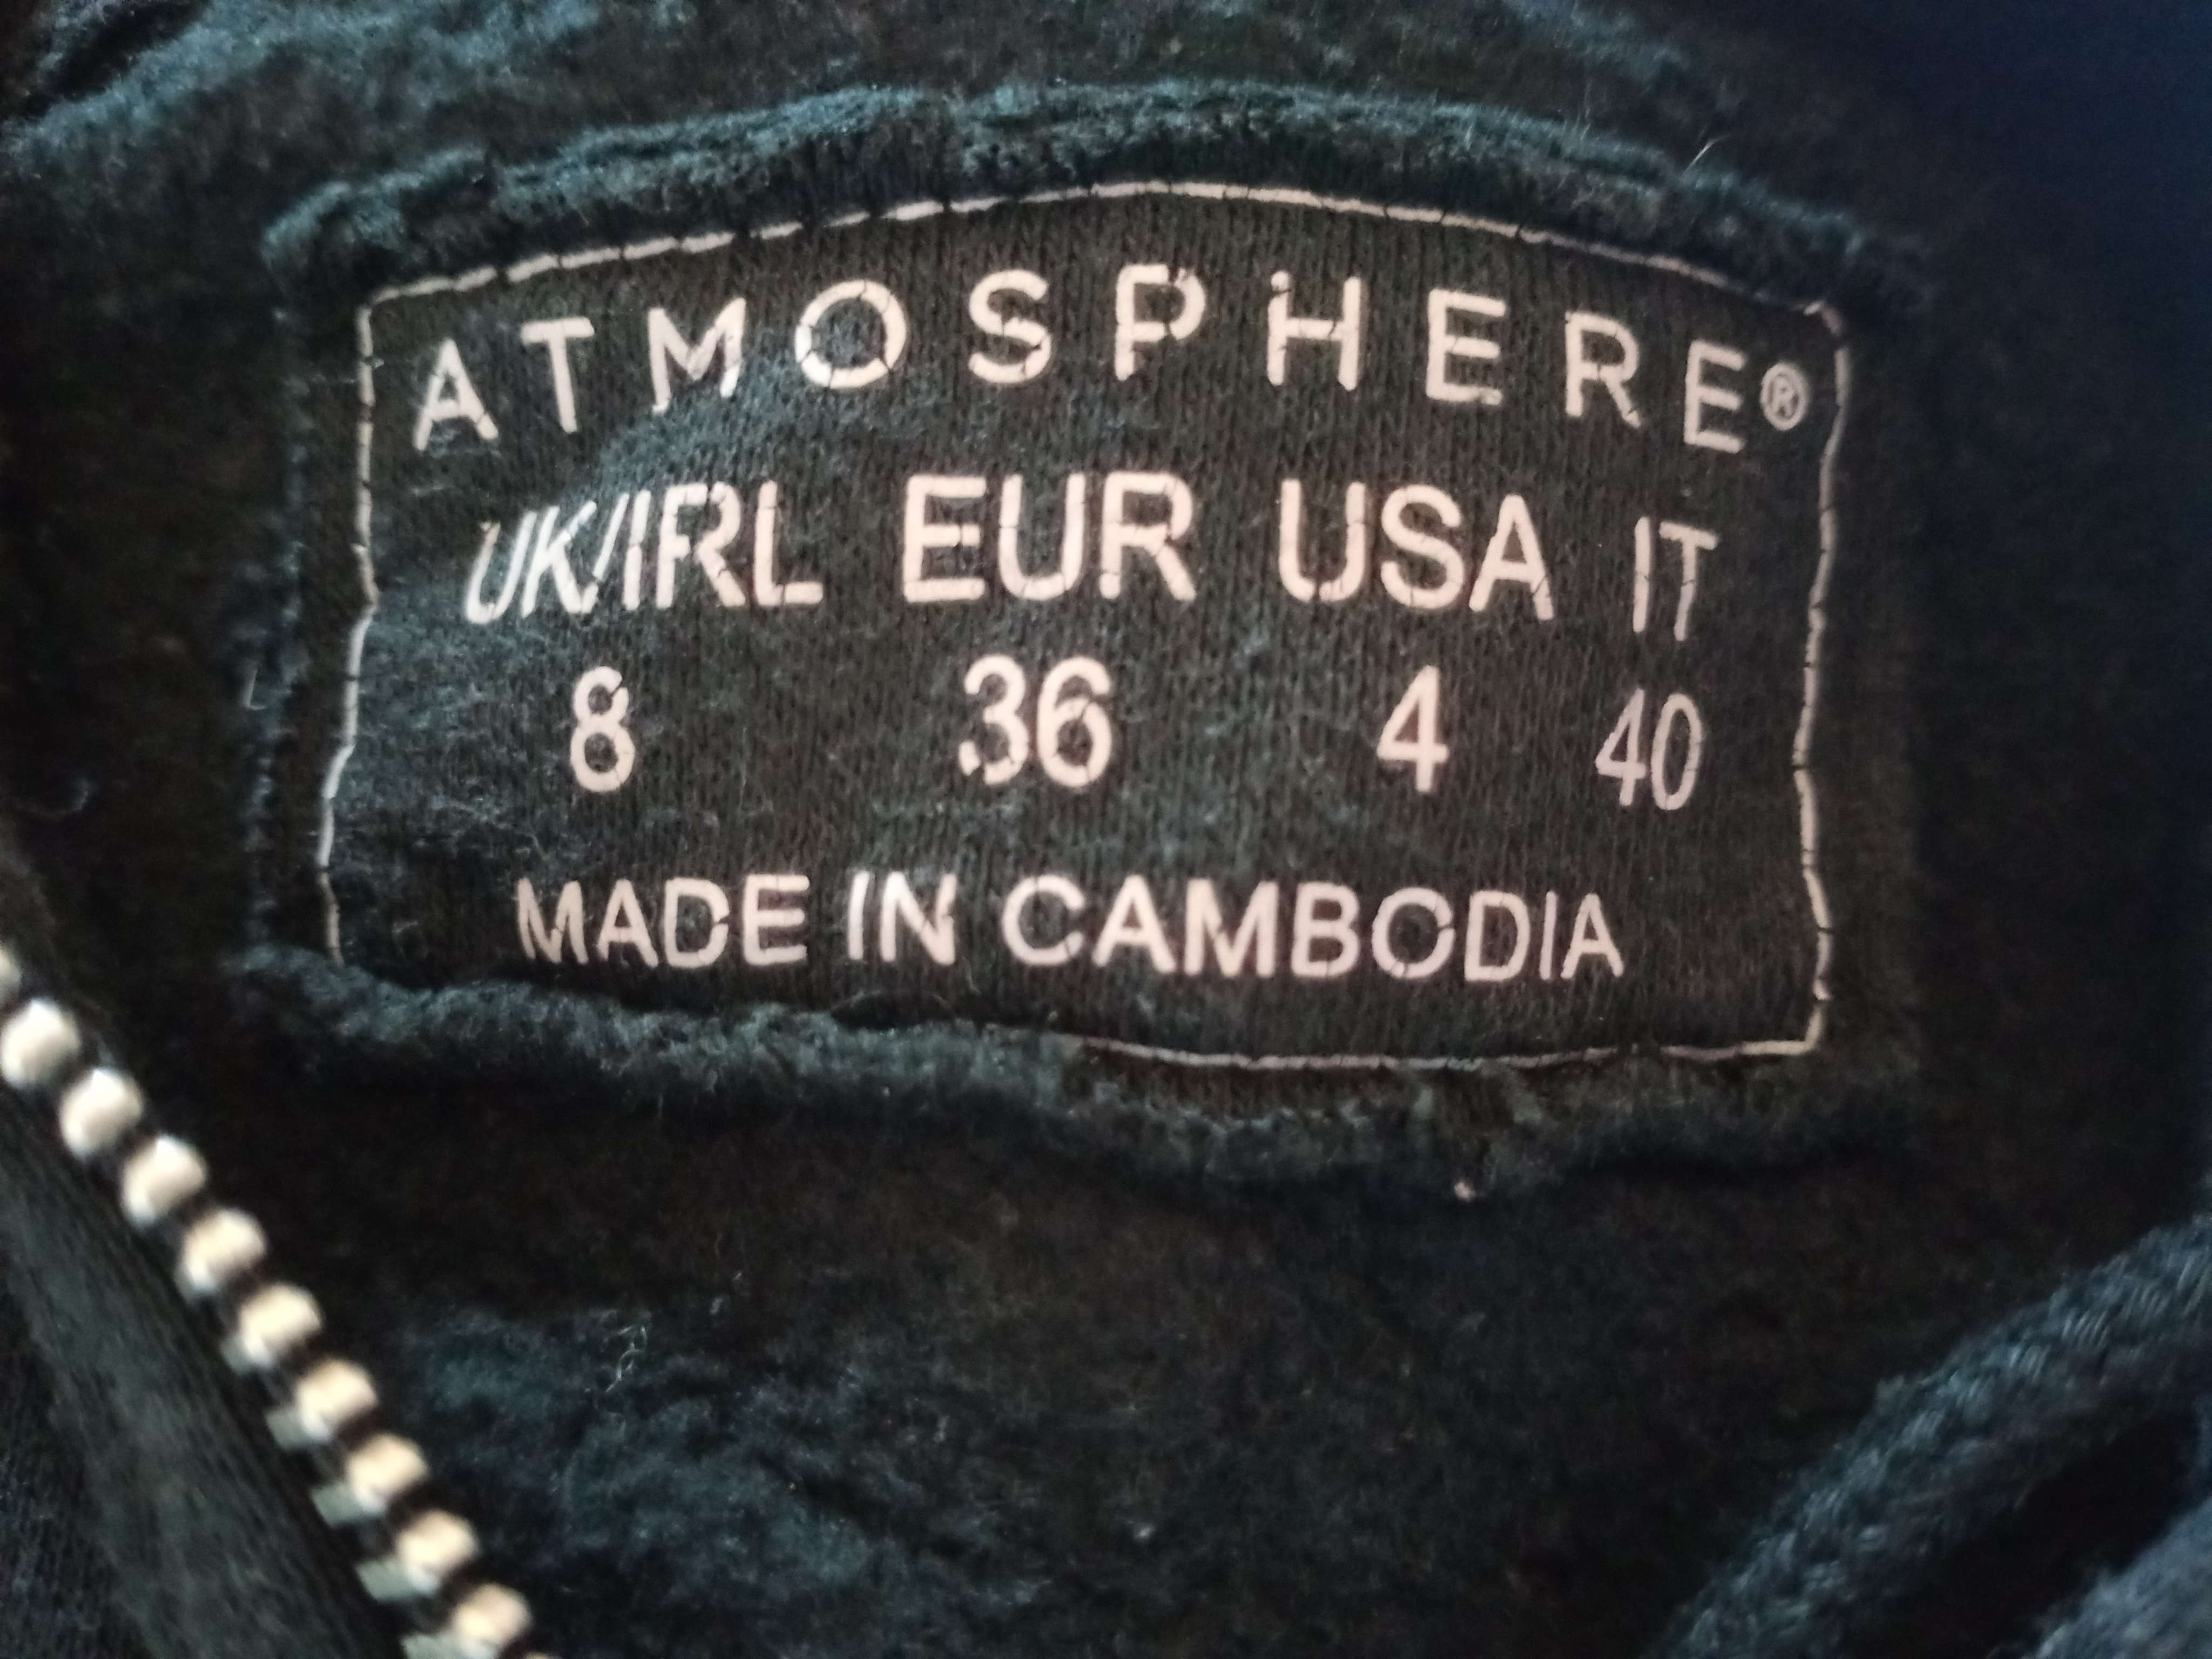 ATMOSPHERE®
UK/IRL EUR USA IT
8 36 4 40
MADE IN CAMBODIA